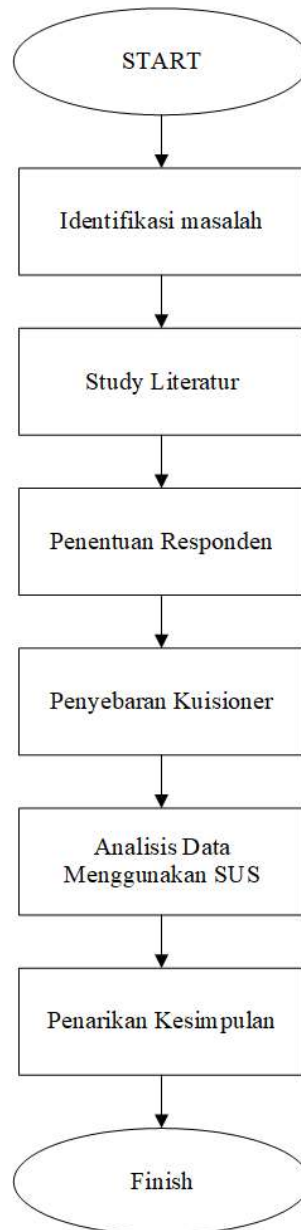 START
Identifikasi masalah
Study Literatur
Penentuan Responden
Penyebaran Kuisioner
Analisis Data
Menggunakan SUS
Penarikan Kesimpulan
Finish